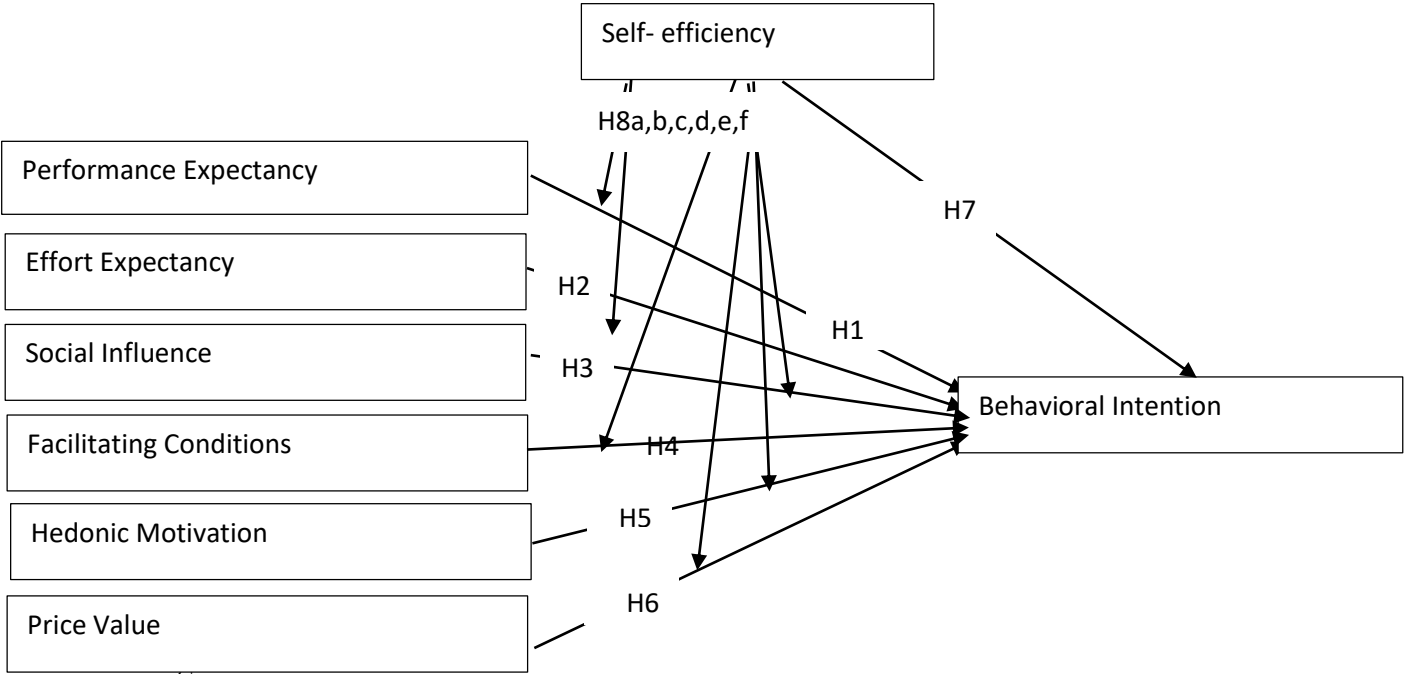 Self- efficiency
H8a,b,c,d,e,f
Performance Expectancy
H7
Effort Expectancy
H2
H1
Social Influence
H3
Behavioral Intention
Facilitating Conditions
H4
H5
Hedonic Motivation
H6
Price Value